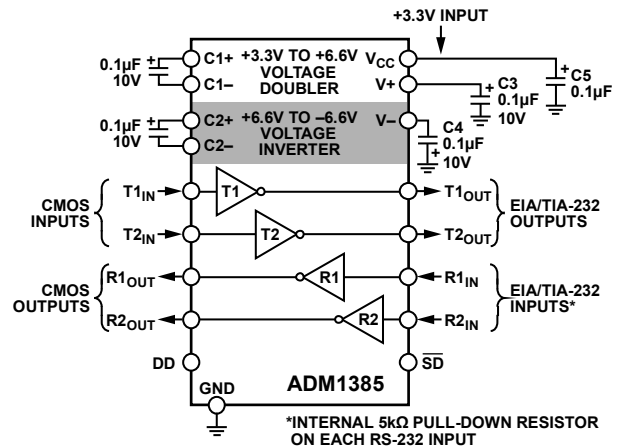 +3.3V INPUT
0.1µF
10V
+
C1+
C1–
+3.3V TO +6.6V
VOLTAGE
DOUBLER
VCC
V+
+
C3
0.1µF
10V
+
C5
0.1µF
0.1µF
10V
+
C2+
C2–
+6.6V TO –6.6V
VOLTAGE
INVERTER
V–
C4
0.1µF
10V
+
CMOS
INPUTS
T1IN
T1
T1OUT
T2IN
T2
T2OUT
EIA/TIA-232
OUTPUTS
CMOS
OUTPUTS
R1OUT
R1
R1IN
R2OUT
R2
R2IN
EIA/TIA-232
INPUTS*
DD
SD
GND
ADM1385
*INTERNAL 5kΩ PULL-DOWN RESISTOR
ON EACH RS-232 INPUT